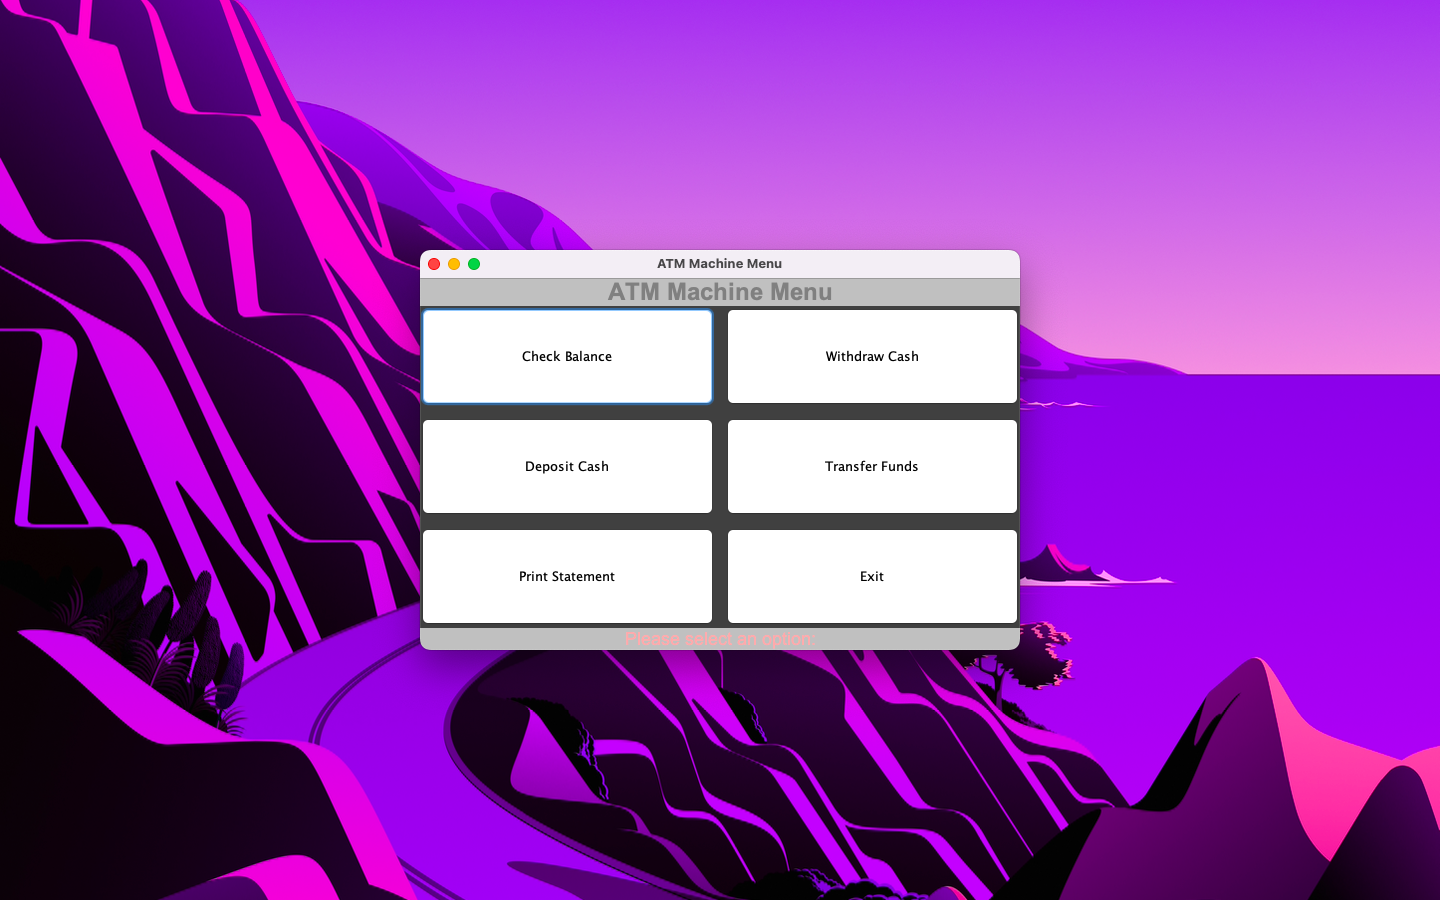 ATM Machine Menu
ATM Machine Menu
Check Balance
Withdraw Cash
Deposit Cash
Transfer Funds
Print Statement
Exit
Please select an option: